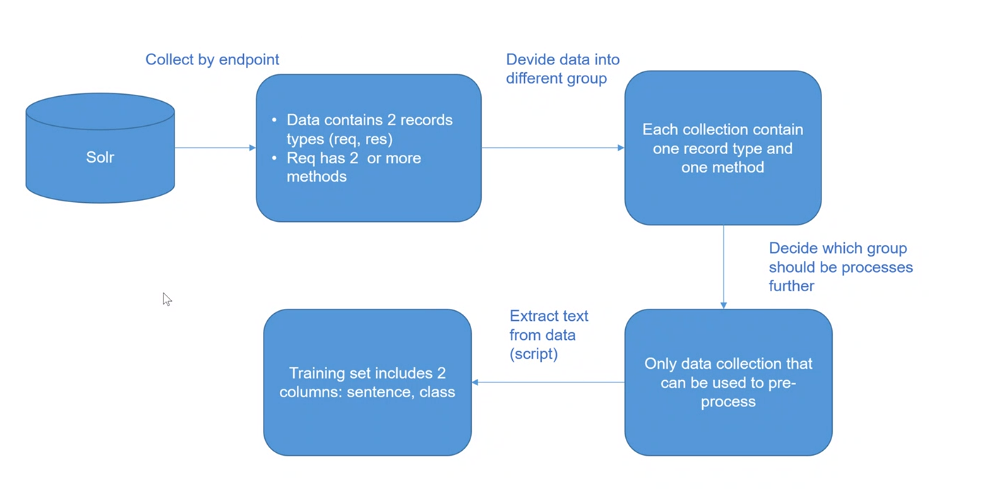 Collect by endpoint
Devide data into
different group
Solr
• Data contains 2 records
types (req, res)
• Req has 2  or more
methods
Each collection contain
one record type and
one method
Decide which group
should be processes
further
Extract text
from data
(script)
Only data collection that
can be used to pre-
process
Training set includes 2
columns: sentence, class